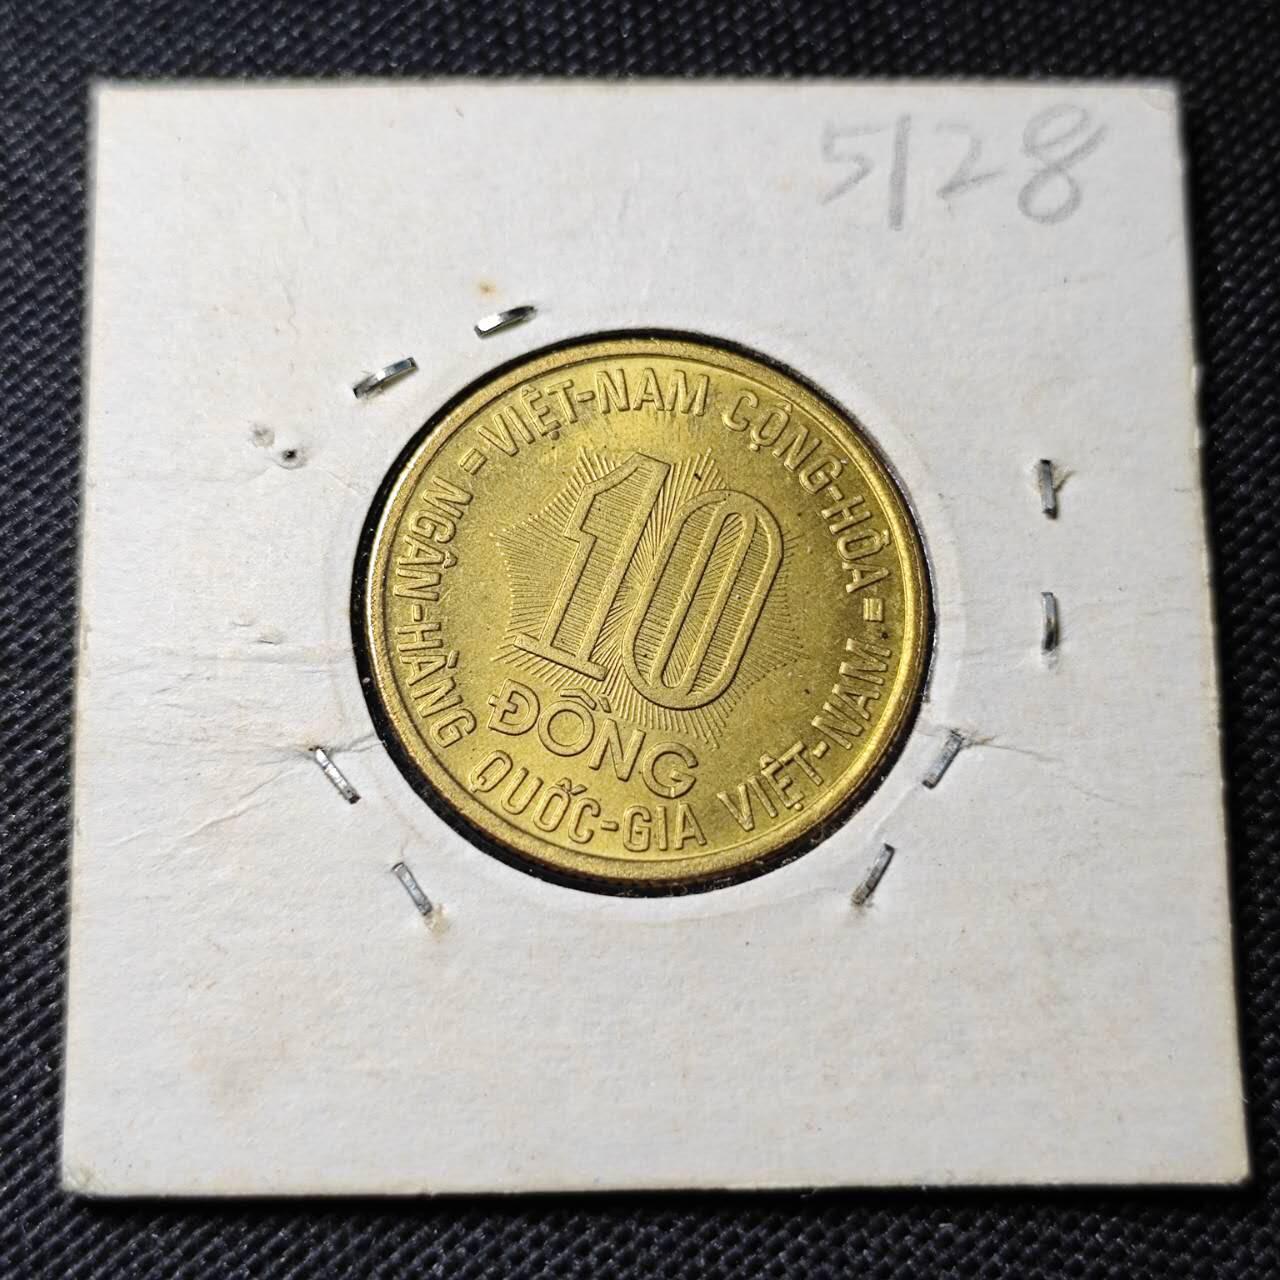 5128
= VIỆT-NAM CỘNG-HÒA =
10
ĐỒNG
NGÂN-HÀNG QUỐC-GIA VIỆT-NAM